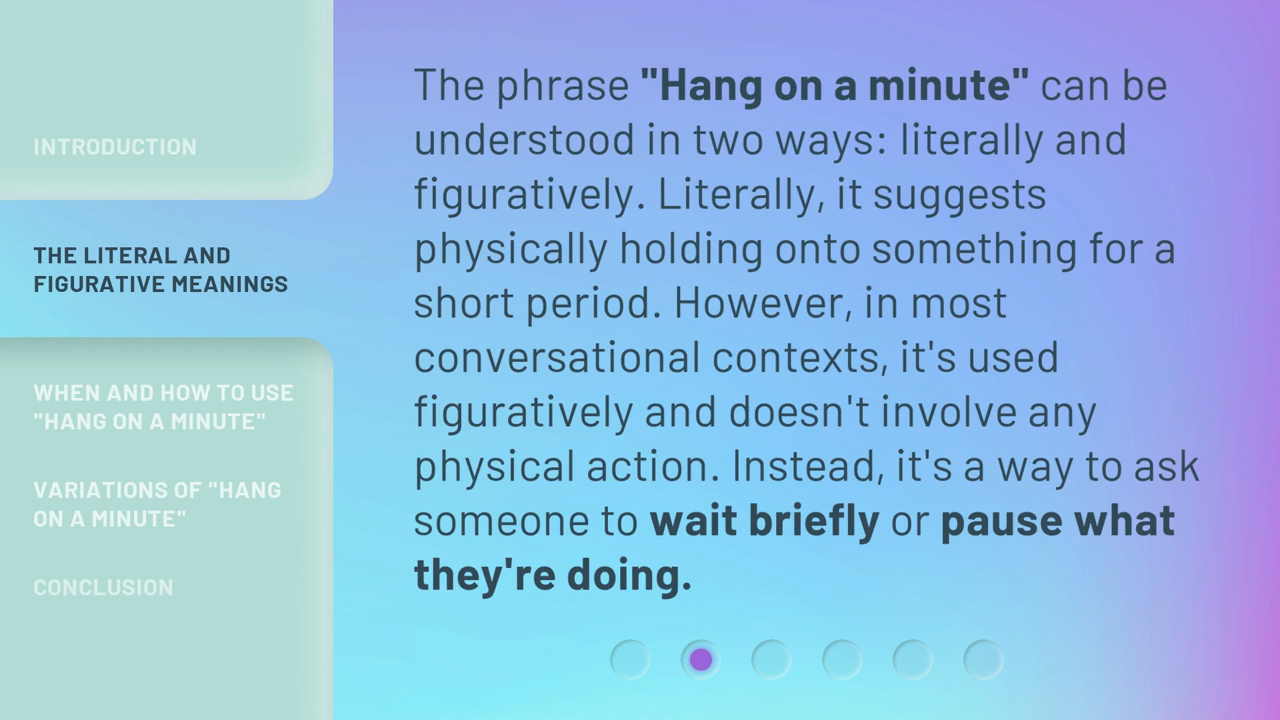 INTRODUCTION
THE LITERAL AND
FIGURATIVE MEANINGS
WHEN AND HOW TO USE
"HANG ON A MINUTE"
VARIATIONS OF "HANG
ON A MINUTE"
CONCLUSION
The phrase "Hang on a minute" can be
understood in two ways: literally and
figuratively. Literally, it suggests
physically holding onto something for a
short period. However, in most
conversational contexts, it's used
figuratively and doesn't involve any
physical action. Instead, it's a way to ask
someone to wait briefly or pause what
they're doing.